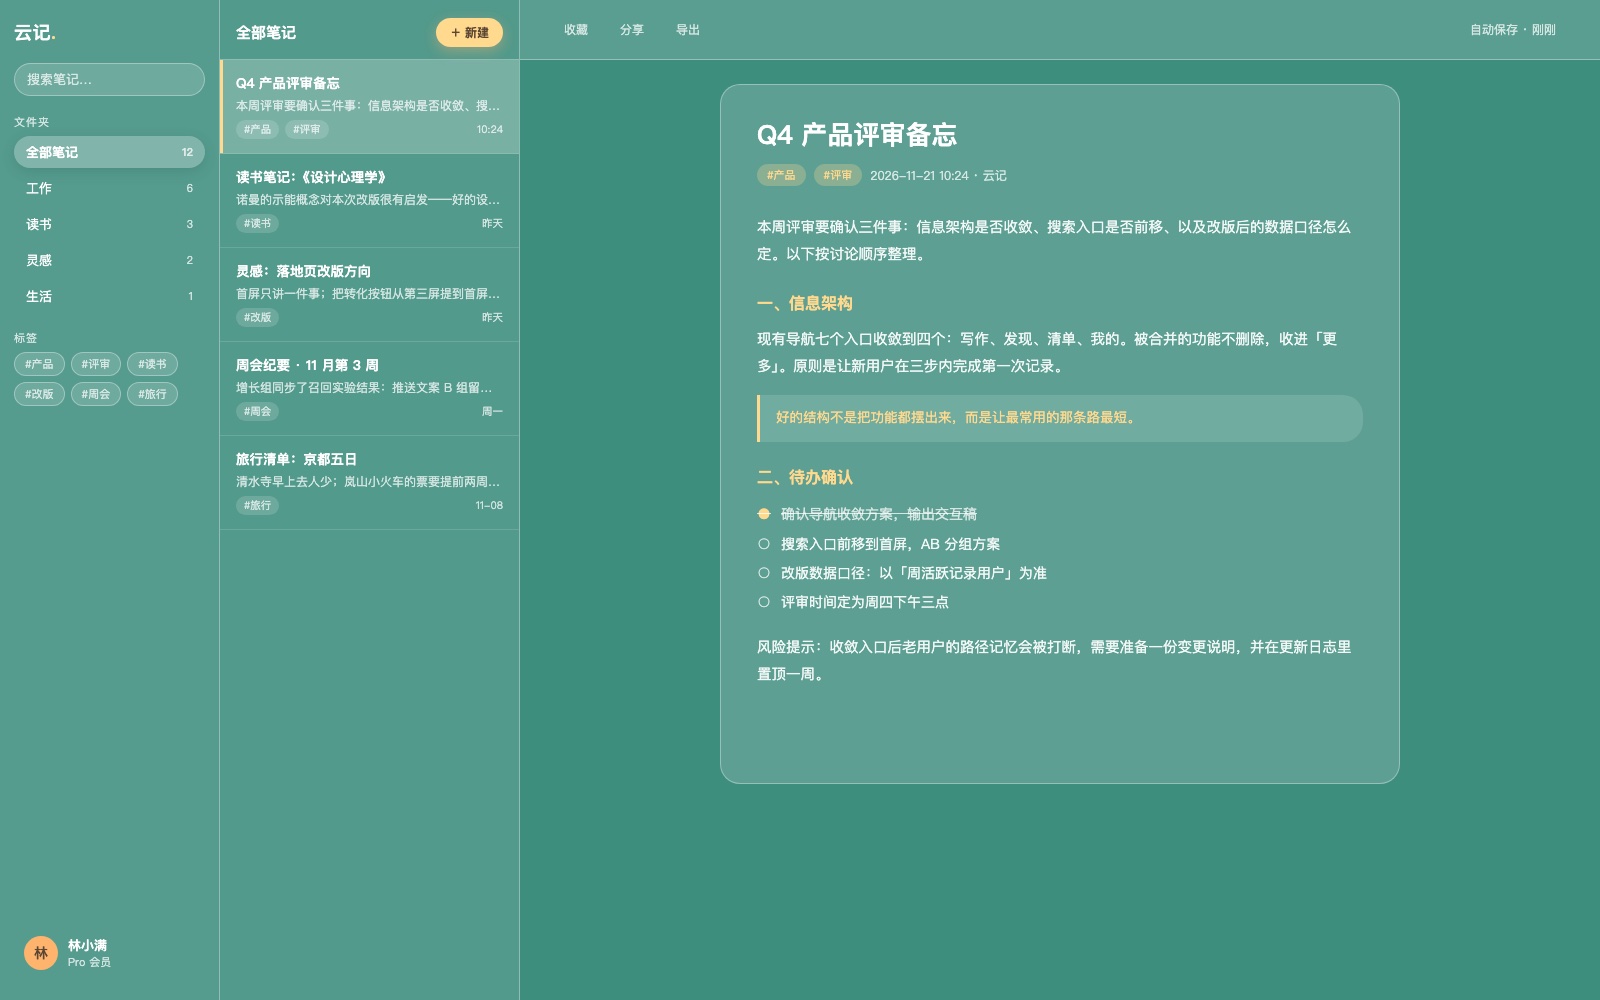 云记.
搜索笔记...
文件夹
全部笔记 12
工作 6
读书 3
灵感 2
生活 1
标签
#产品 #评审 #读书
#改版 #周会 #旅行
林
林小满
Pro 会员
全部笔记
+ 新建
Q4 产品评审备忘
本周评审要确认三件事：信息架构是否收敛、搜...
#产品 #评审 10:24
读书笔记：《设计心理学》
诺曼的示能概念对本次改版很有启发——好的设...
#读书 昨天
灵感：落地页改版方向
首屏只讲一件事；把转化按钮从第三屏提到首屏...
#改版 昨天
周会纪要 · 11 月第 3 周
增长组同步了召回实验结果：推送文案 B 组留...
#周会 周一
旅行清单：京都五日
清水寺早上去人少；岚山小火车的票要提前两周...
#旅行 11-08
收藏 分享 导出
自动保存 · 刚刚
Q4 产品评审备忘
#产品 #评审 2026-11-21 10:24 · 云记
本周评审要确认三件事：信息架构是否收敛、搜索入口是否前移、以及改版后的数据口径怎么
定。以下按讨论顺序整理。
一、信息架构
现有导航七个入口收敛到四个：写作、发现、清单、我的。被合并的功能不删除，收进「更
多」。原则是让新用户在三步内完成第一次记录。
好的结构不是把功能都摆出来，而是让最常用的那条路最短。
二、待办确认
确认导航收敛方案，输出交互稿
搜索入口前移到首屏，AB 分组方案
改版数据口径：以「周活跃记录用户」为准
评审时间定为周四下午三点
风险提示：收敛入口后老用户的路径记忆会被打断，需要准备一份变更说明，并在更新日志里
置顶一周。